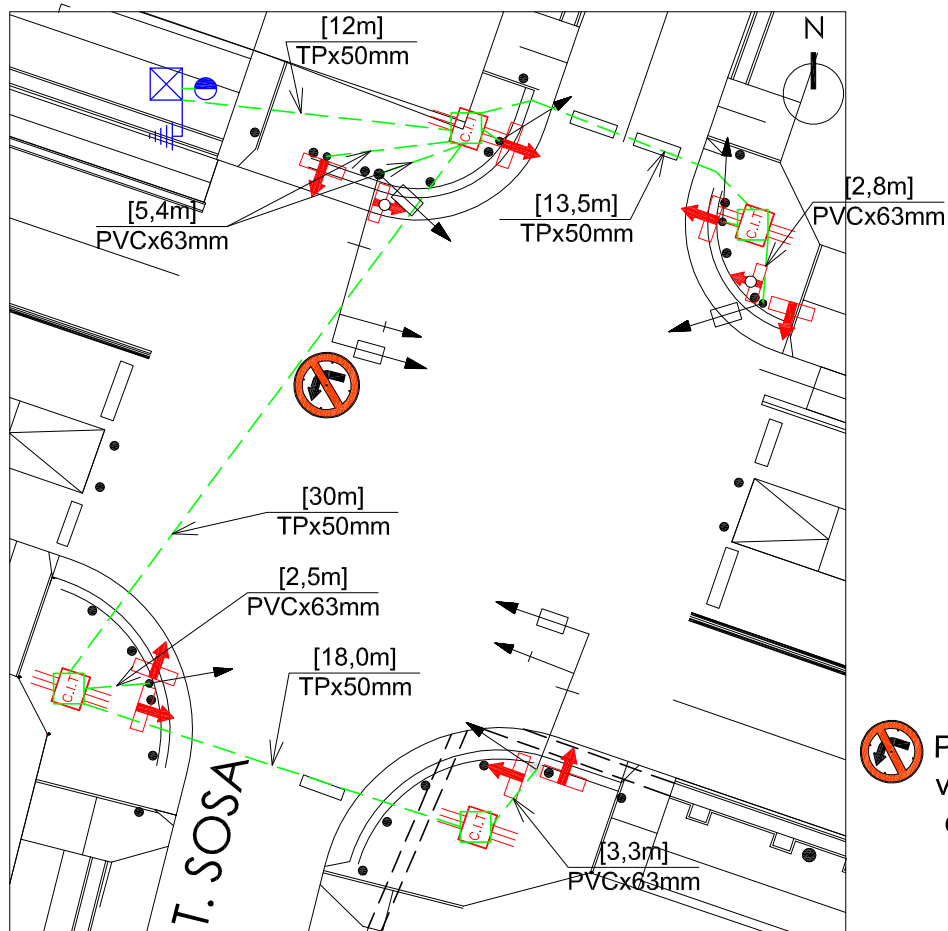 [12m]
TPx50mm
N
C.I.T
[5,4m]
PVCx63mm
[13,5m]
TPx50mm
[2,8m]
PVCx63mm
C.I.T
[30m]
TPx50mm
[2,5m]
PVCx63mm
C.I.T
[18,0m]
TPx50mm
T. SOSA
C.I.T
[3,3m]
PVCx63mm